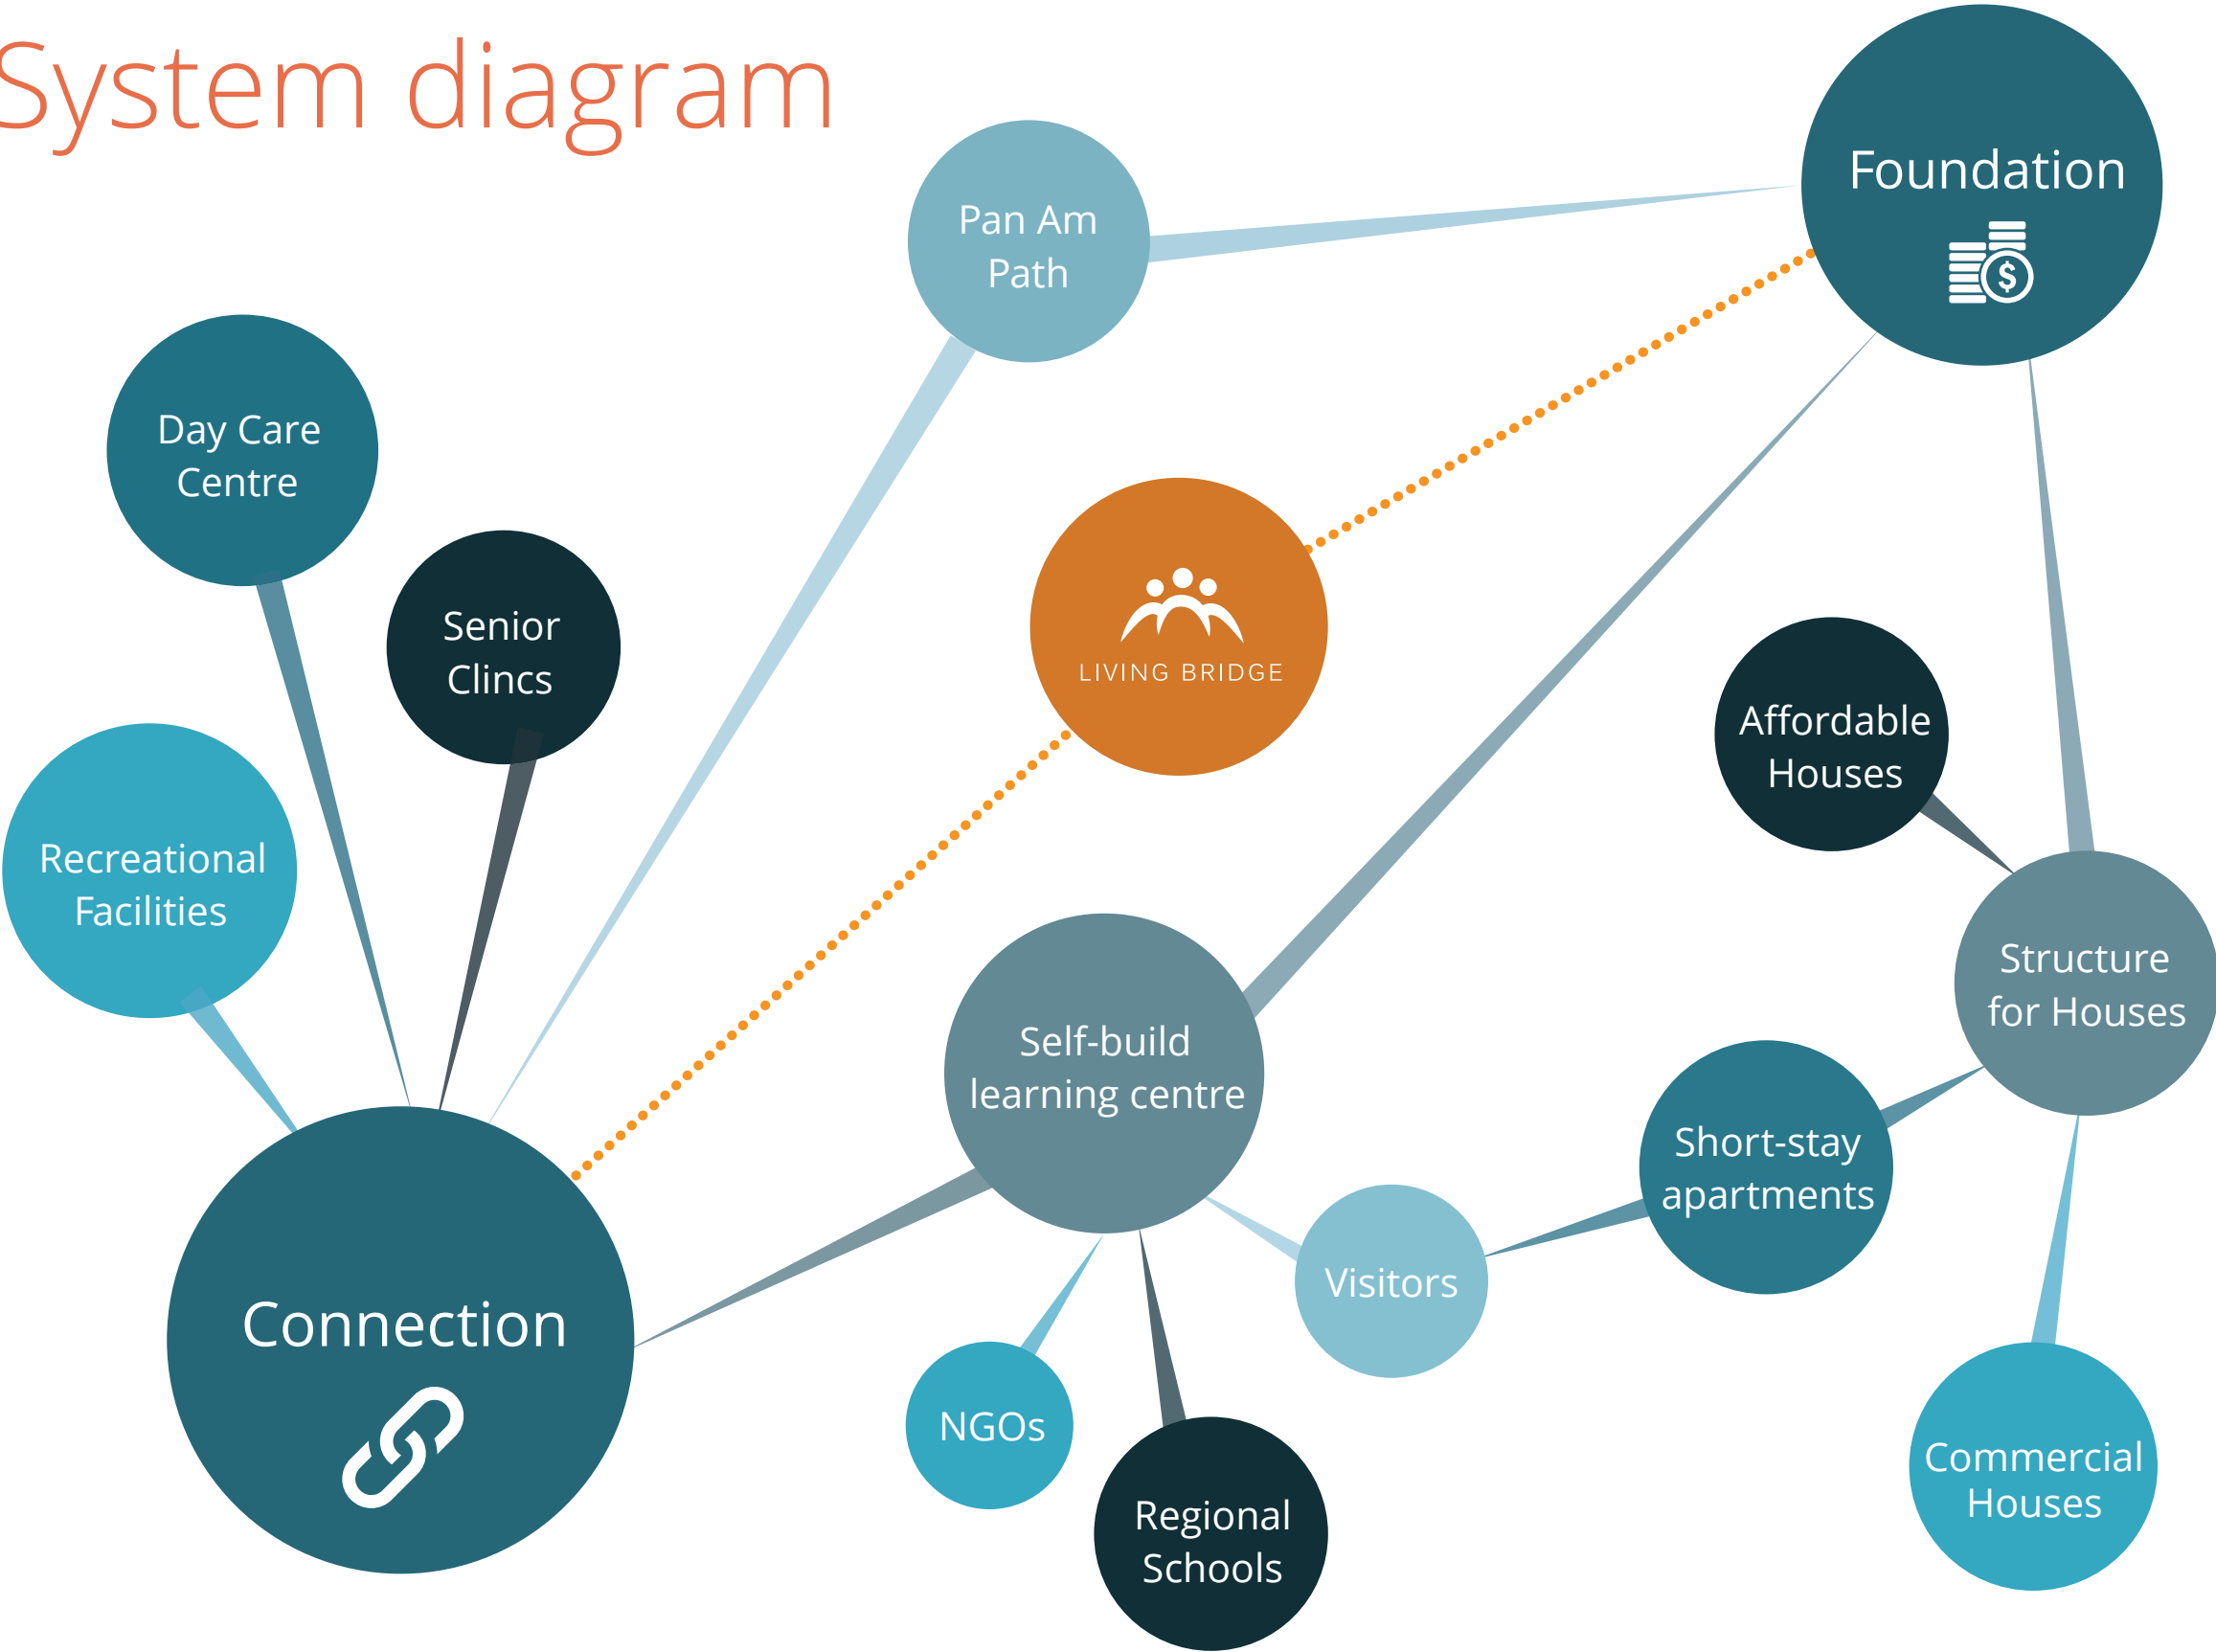 System diagram
Pan Am
Path
Foundation
$
Day Care
Centre
Senior
Clincs
LIVING BRIDGE
Affordable
Houses
Recreational
Facilities
Structure
for Houses
Self-build
learning centre
Short-stay
apartments
Visitors
Connection
NGOs
Regional
Schools
Commercial
Houses